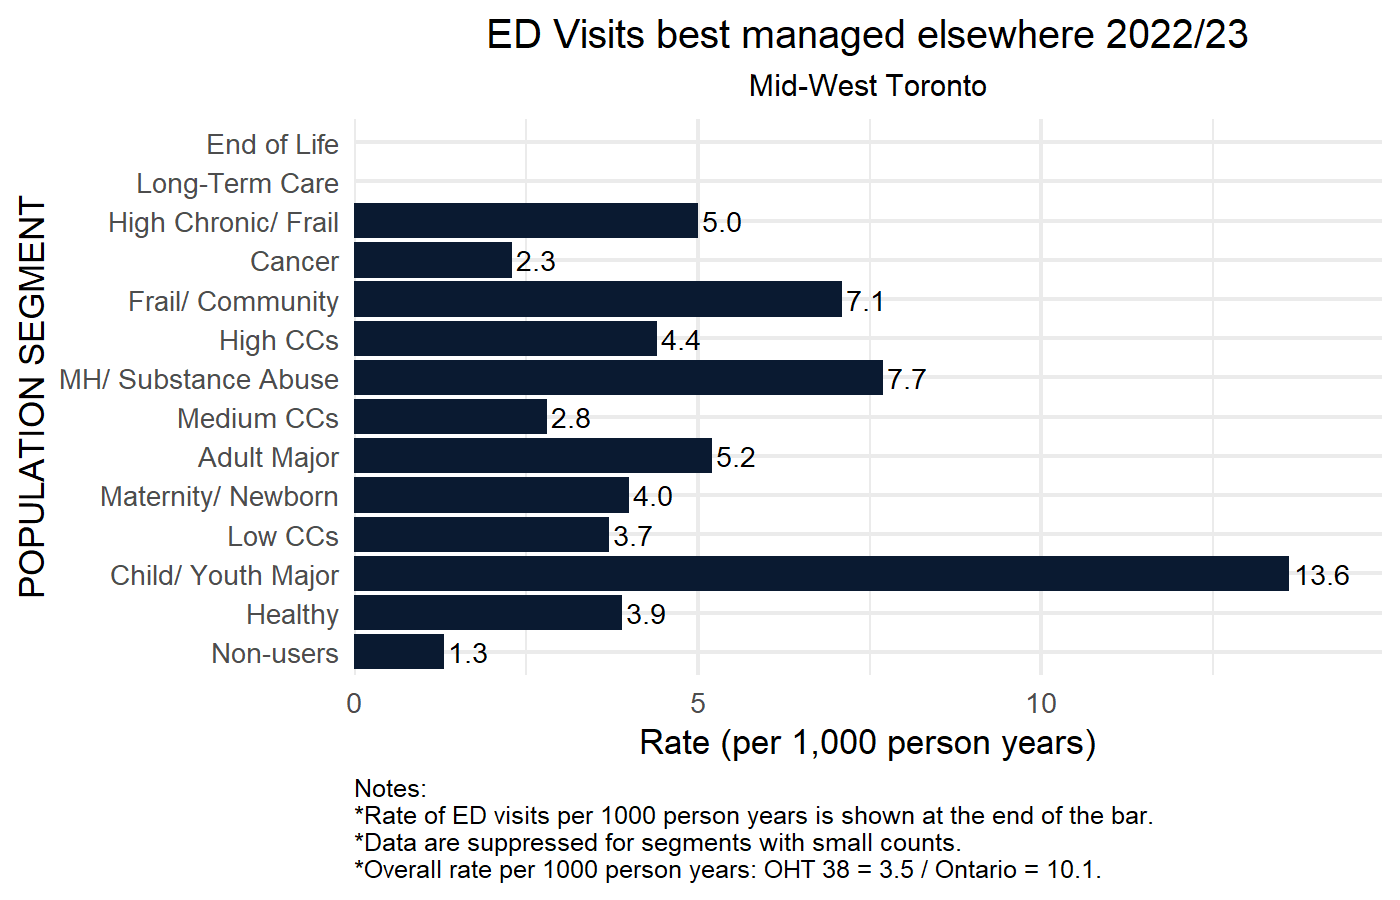 ED Visits best managed elsewhere 2022/23
Mid-West Toronto
POPULATION SEGMENT
End of Life
Long-Term Care
High Chronic/ Frail 5.0
Cancer 2.3
Frail/ Community 7.1
High CCs 4.4
MH/ Substance Abuse 7.7
Medium CCs 2.8
Adult Major 5.2
Maternity/ Newborn 4.0
Low CCs 3.7
Child/ Youth Major 13.6
Healthy 3.9
Non-users 1.3
0 5 10
Rate (per 1,000 person years)
Notes:
*Rate of ED visits per 1000 person years is shown at the end of the bar.
*Data are suppressed for segments with small counts.
*Overall rate per 1000 person years: OHT 38 = 3.5 / Ontario = 10.1.